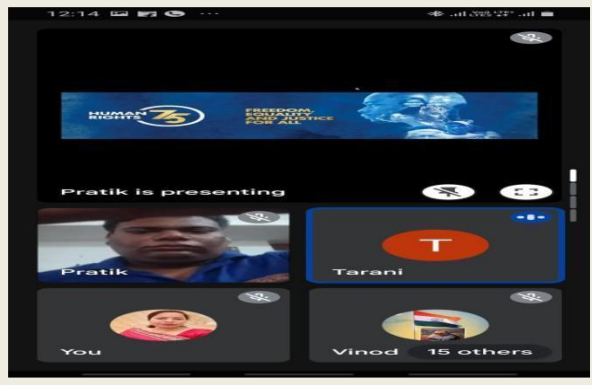 12:14
HUMAN
RIGHTS 75
FREEDOM,
EQUALITY
AND JUSTICE
FOR ALL
Pratik is presenting
T
Pratik
Tarani
You
Vinod
15 others